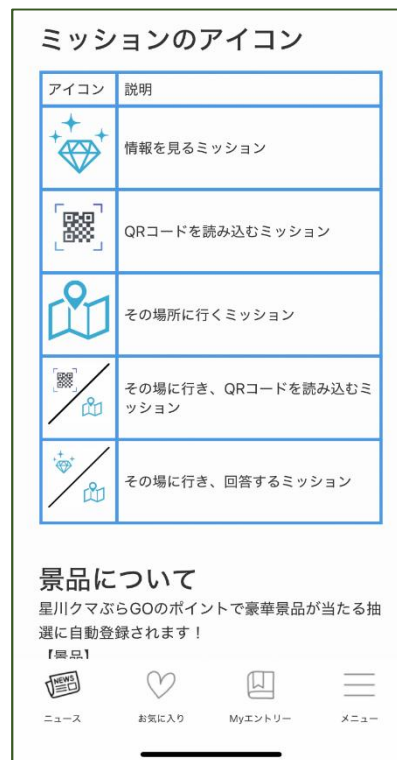 ミッションのアイコン
アイコン 説明
情報を見るミッション
QRコードを読み込むミッション
その場所に行くミッション
その場に行き、QRコードを読み込むミ
ッション
その場に行き、回答するミッション
景品について
星川クマぶらGOのポイントで豪華景品が当たる抽
選に自動登録されます！
【景品】
NEWS
ニュース お気に入り Myエントリー メニュー